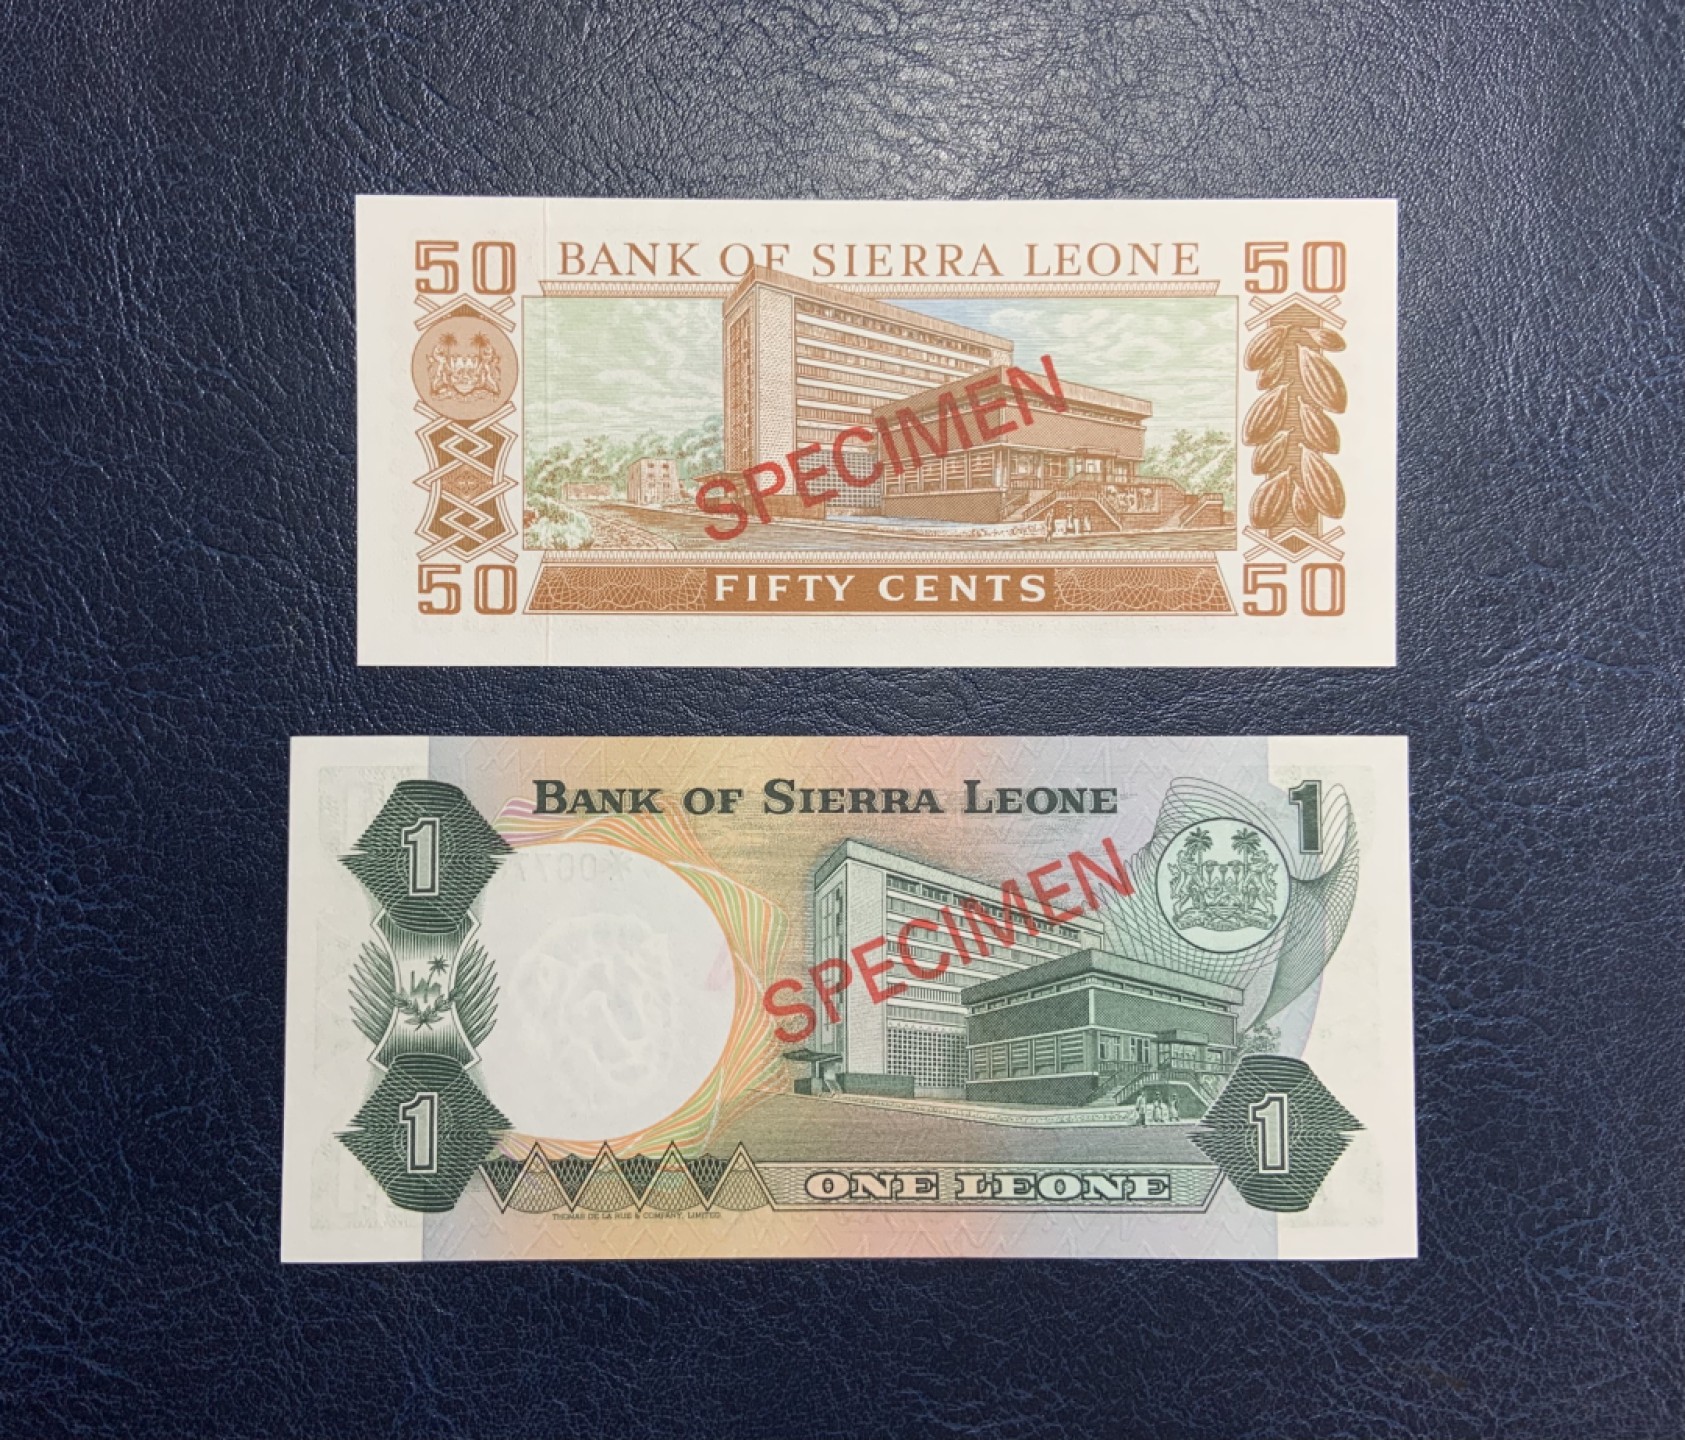 50 BANK OF SIERRA LEONE 50
SPECIMEN
50 FIFTY CENTS 50
BANK OF SIERRA LEONE
1 1
SPECIMEN
1 1
ONE LEONE
THOMAS DE LA RUE & COMPANY, LIMITED.